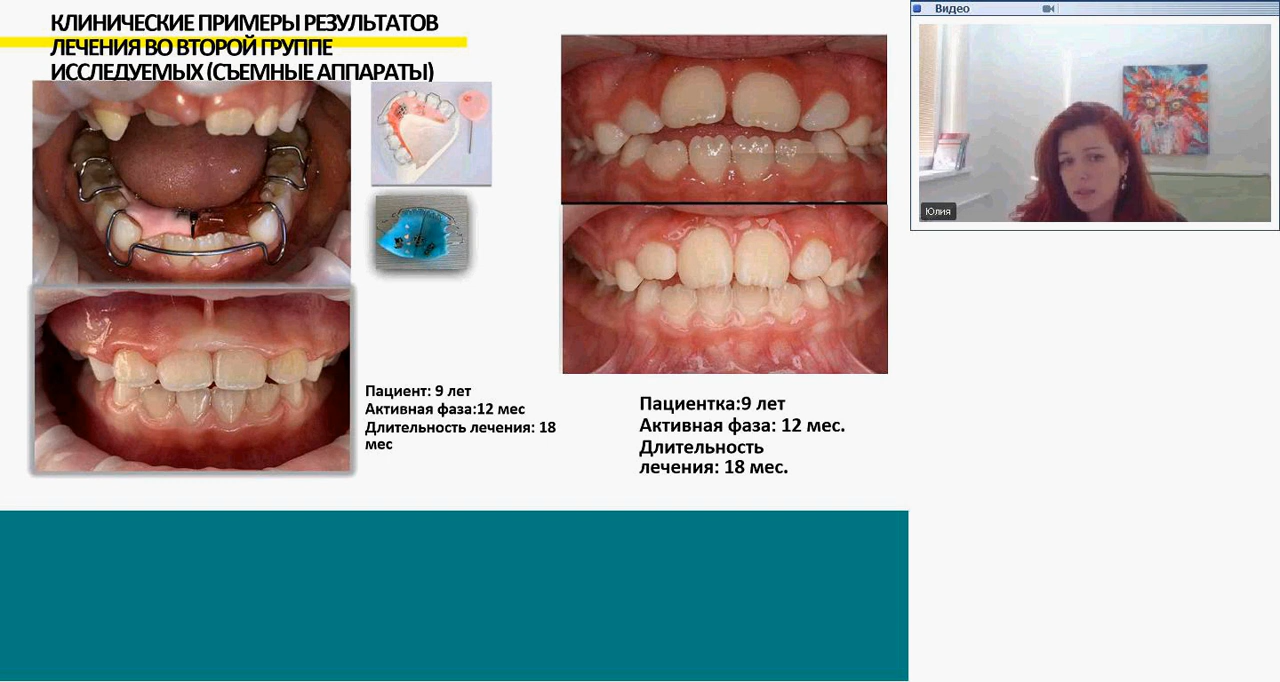 КЛИНИЧЕСКИЕ ПРИМЕРЫ РЕЗУЛЬТАТОВ
ЛЕЧЕНИЯ ВО ВТОРОЙ ГРУППЕ
ИССЛЕДУЕМЫХ (СЪЕМНЫЕ АППАРАТЫ)
Пациент: 9 лет
Активная фаза:12 мес
Длительность лечения: 18
мес
Пациентка:9 лет
Активная фаза: 12 мес.
Длительность
лечения: 18 мес.
Видео
Юлия